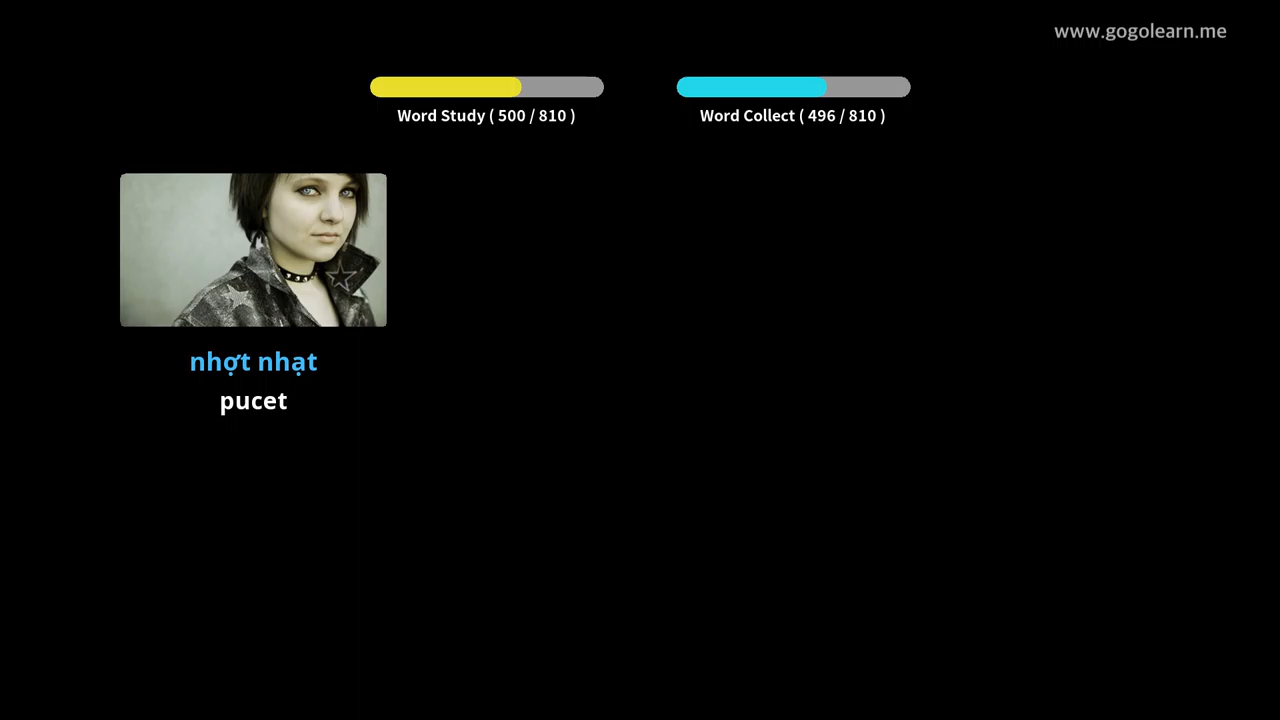 www.gogolearn.me
Word Study ( 500 / 810 )
Word Collect ( 496 / 810 )
nhợt nhạt
pucet